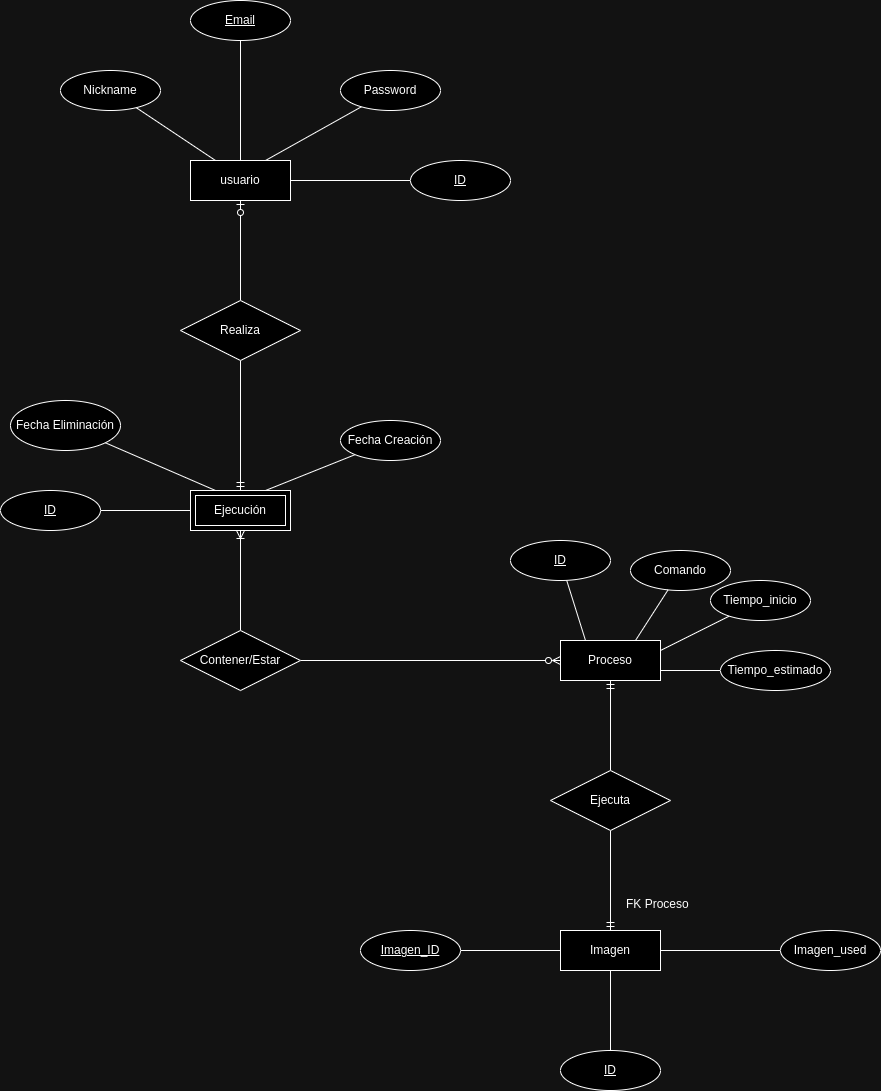 Email
Nickname
Password
usuario
ID
Realiza
Fecha Eliminación
Fecha Creación
ID
Ejecución
ID
Comando
Tiempo_inicio
Contener/Estar
Proceso
Tiempo_estimado
Ejecuta
FK Proceso
Imagen_ID
Imagen
Imagen_used
ID